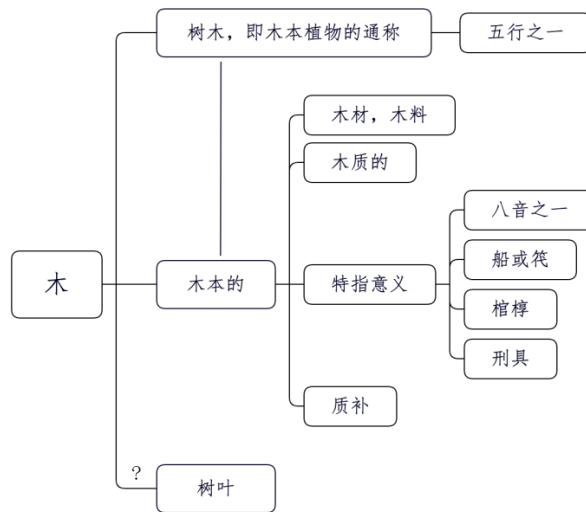 树木，即木本植物的通称
五行之一
木材，木料
木质的
八音之一
木
木本的
特指意义
船或筏
棺椁
刑具
质补
?
树叶